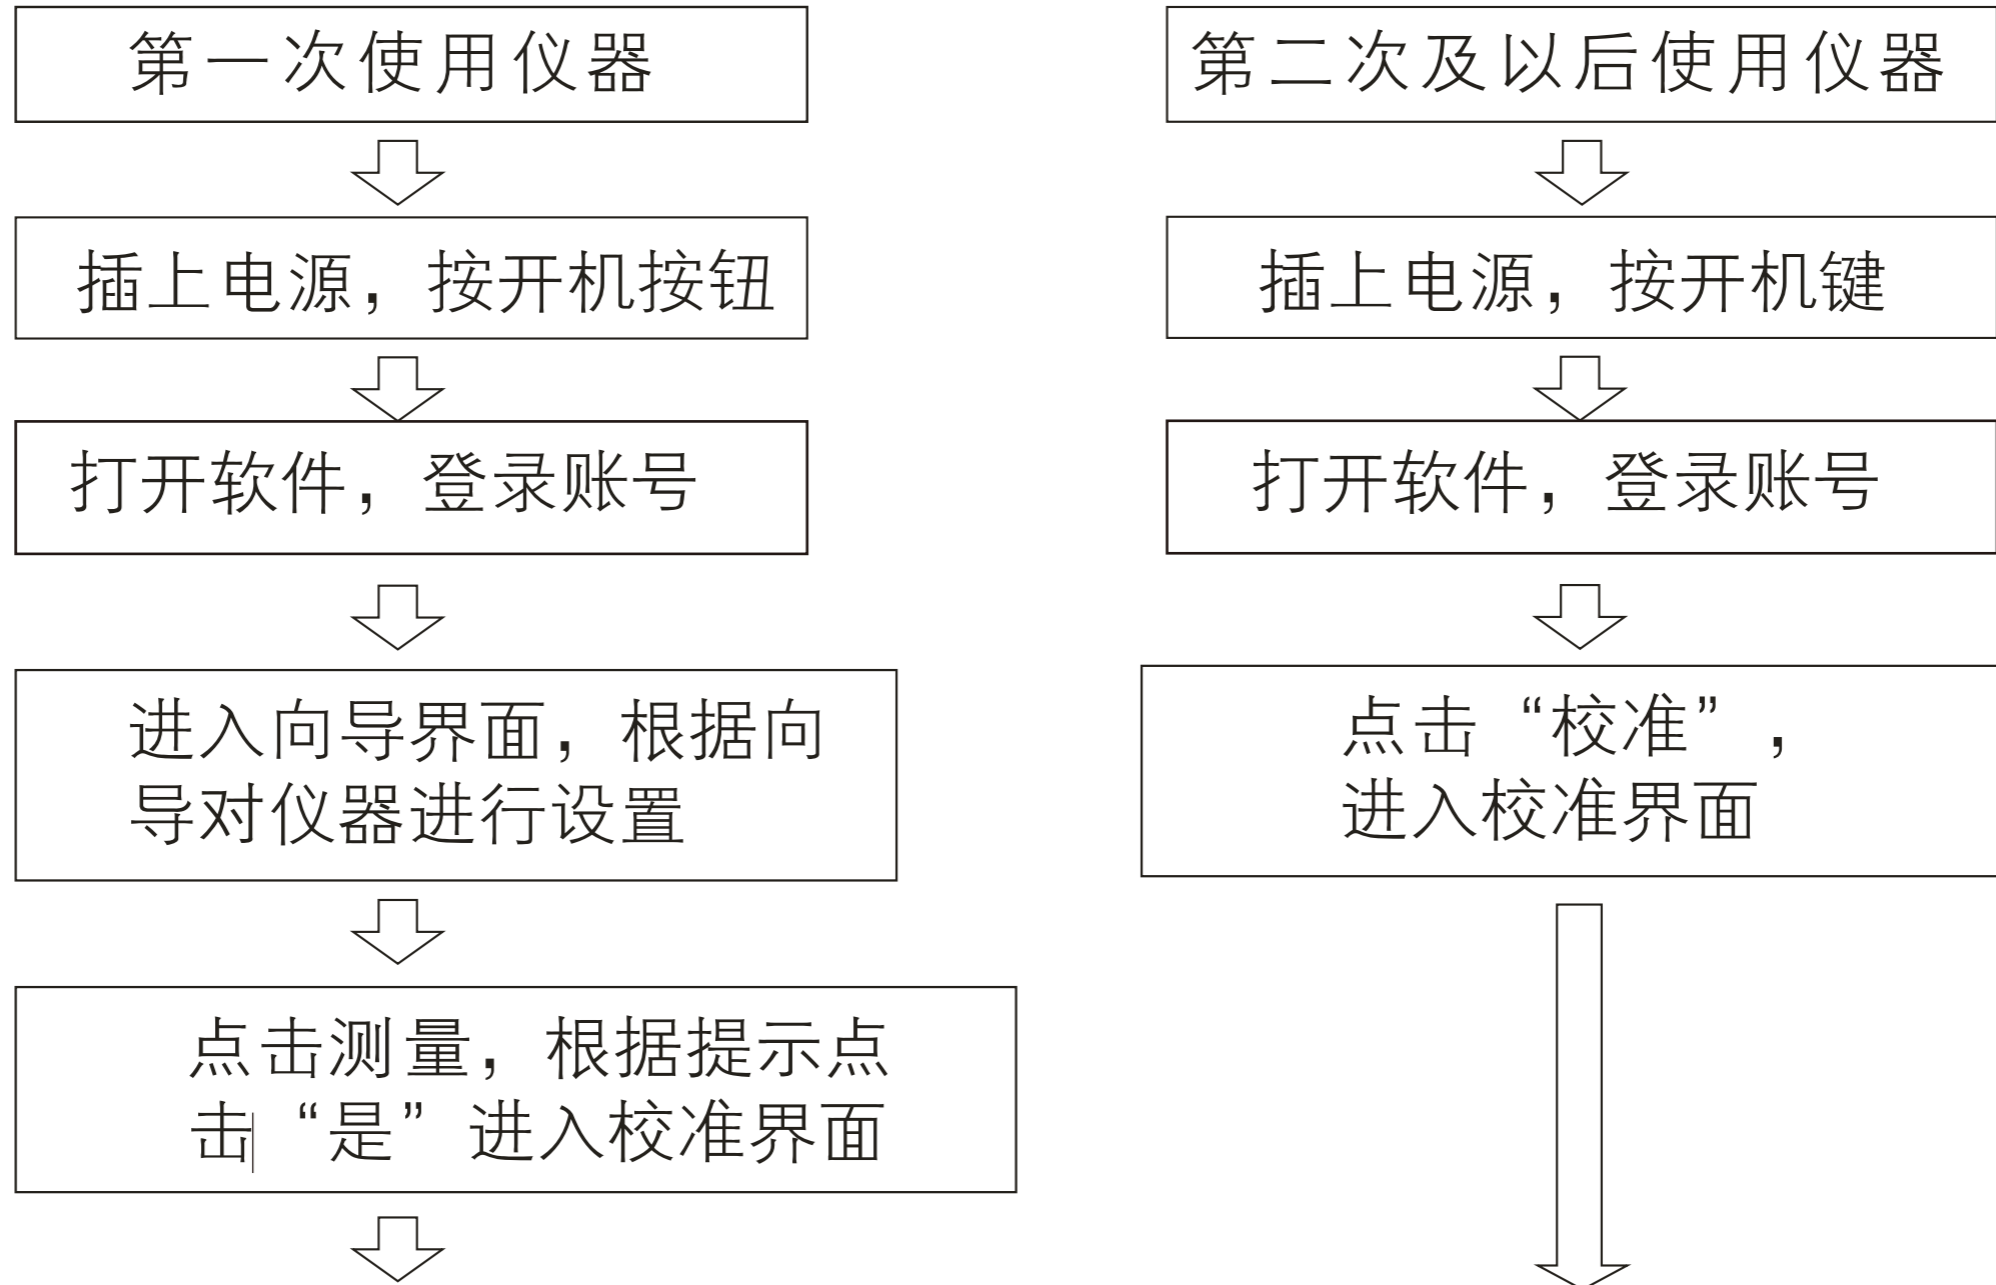 第一次使用仪器
插上电源，按开机按钮
打开软件，登录账号
进入向导界面，根据向
导对仪器进行设置
点击测量，根据提示点
击“是”进入校准界面
第二次及以后使用仪器
插上电源，按开机键
打开软件，登录账号
点击“校准”，
进入校准界面